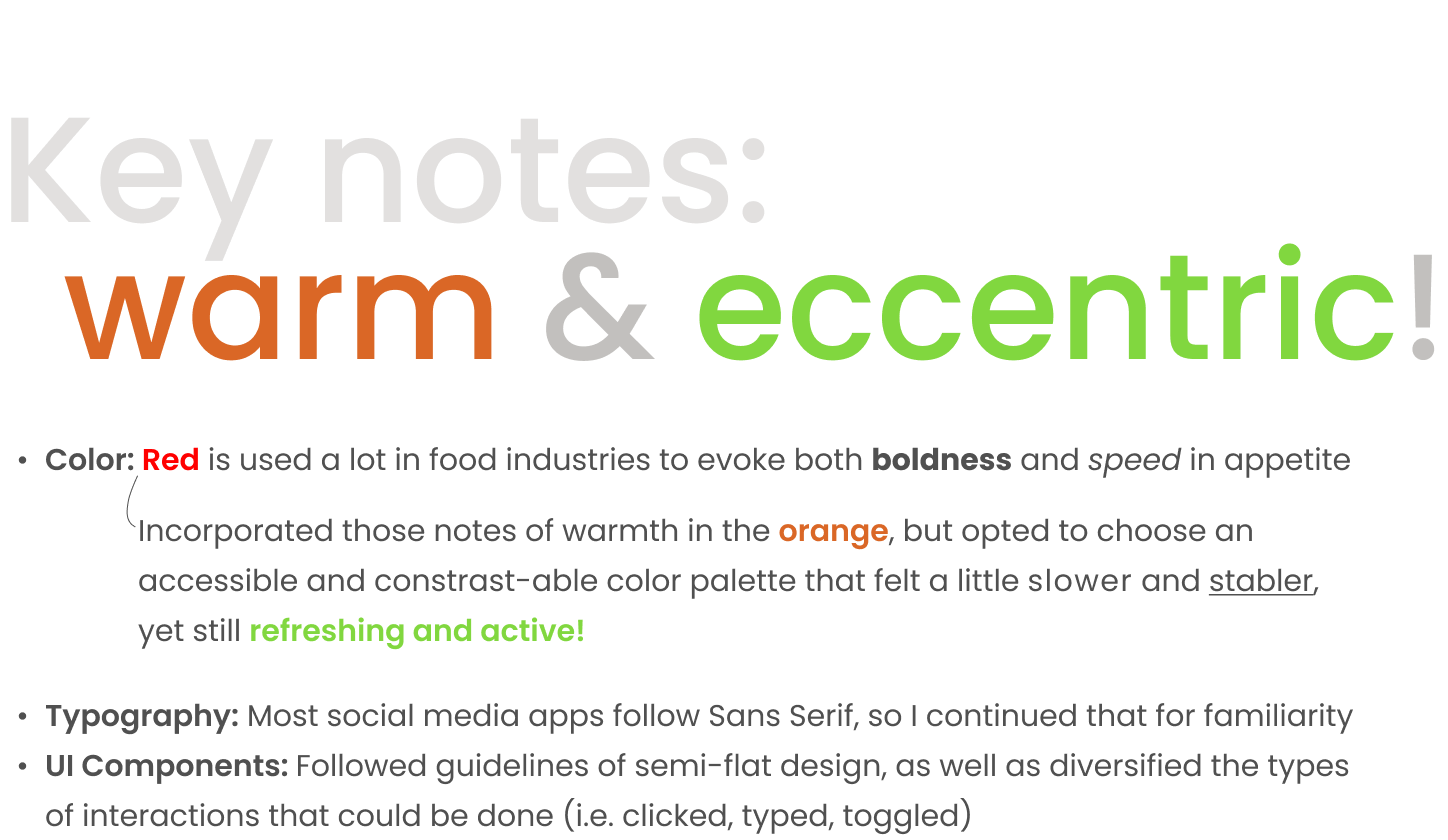 Key notes:
warm & eccentric!
• Color: Red is used a lot in food industries to evoke both boldness and speed in appetite
Incorporated those notes of warmth in the orange, but opted to choose an
accessible and constrast-able color palette that felt a little slower and stabler,
yet still refreshing and active!
• Typography: Most social media apps follow Sans Serif, so I continued that for familiarity
• UI Components: Followed guidelines of semi-flat design, as well as diversified the types
of interactions that could be done (i.e. clicked, typed, toggled)